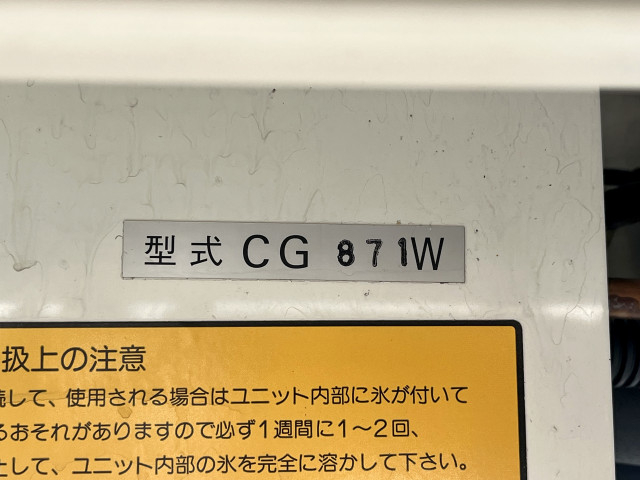 型式 CG 871W
扱上の注意
続して、使用される場合はユニット内部に氷が付いて
るおそれがありますので必ず1週間に1〜2回、
して、ユニット内部の氷を完全に溶かして下さい。